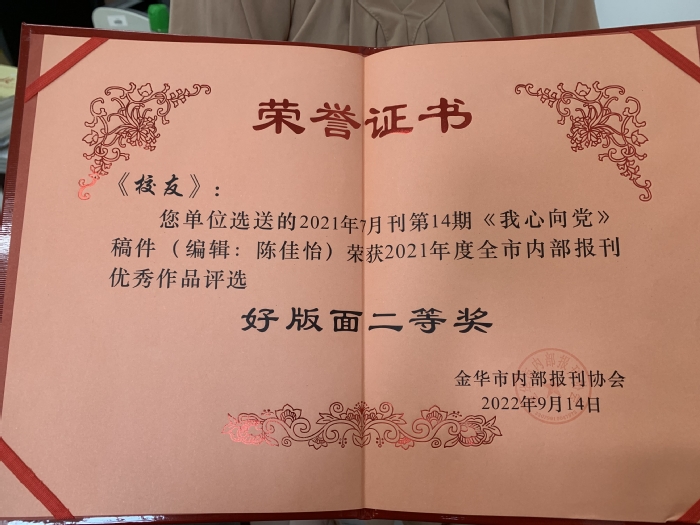 荣誉证书
《校友》：
您单位选送的2021年7月刊第14期《我心向党》
稿件（编辑：陈佳怡）荣获2021年度全市内部报刊
优秀作品评选
好版面二等奖
金华市内部报刊协会
2022年9月14日